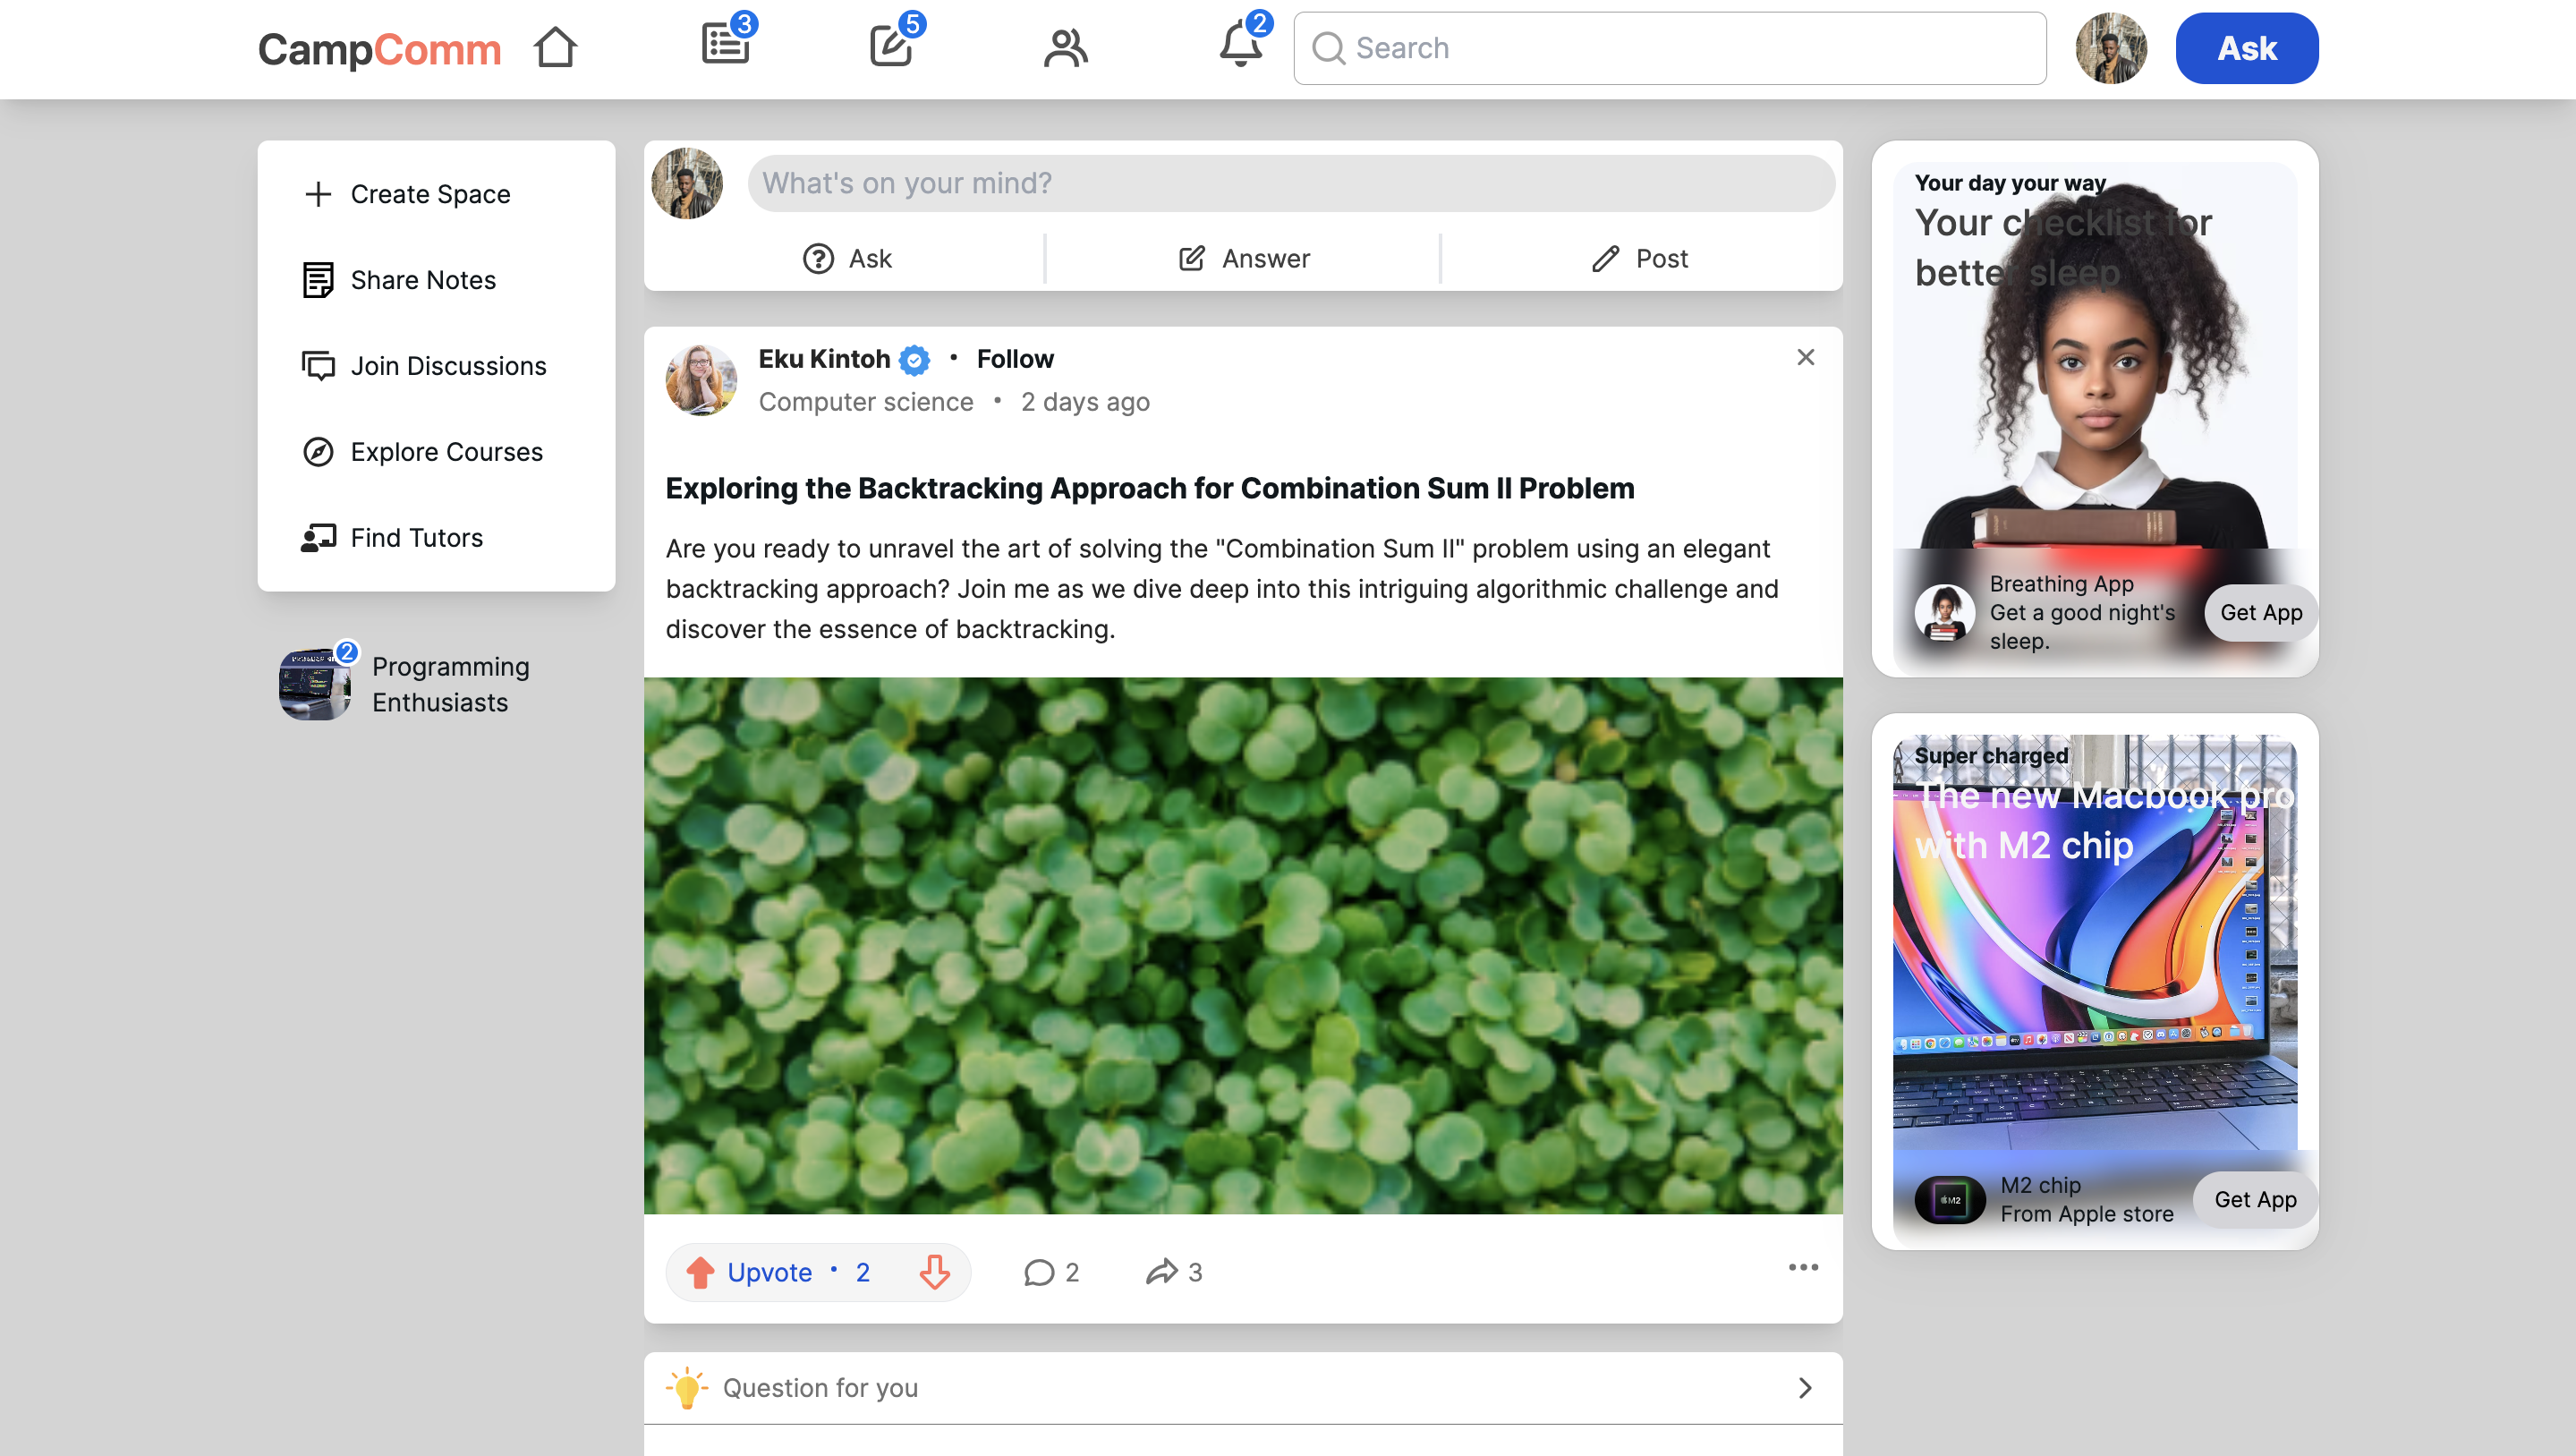 CampComm
3
5
2
Search
Ask
Create Space
Share Notes
Join Discussions
Explore Courses
Find Tutors
2
Programming
Enthusiasts
What's on your mind?
Ask
Answer
Post
Eku Kintoh • Follow
Computer science • 2 days ago
Exploring the Backtracking Approach for Combination Sum II Problem
Are you ready to unravel the art of solving the "Combination Sum II" problem using an elegant
backtracking approach? Join me as we dive deep into this intriguing algorithmic challenge and
discover the essence of backtracking.
Upvote • 2
2
3
Question for you
Your day your way
Your checklist for
better sleep
Breathing App
Get a good night's
sleep.
Get App
Super charged
The new Macbook pro
with M2 chip
M2
M2 chip
From Apple store
Get App